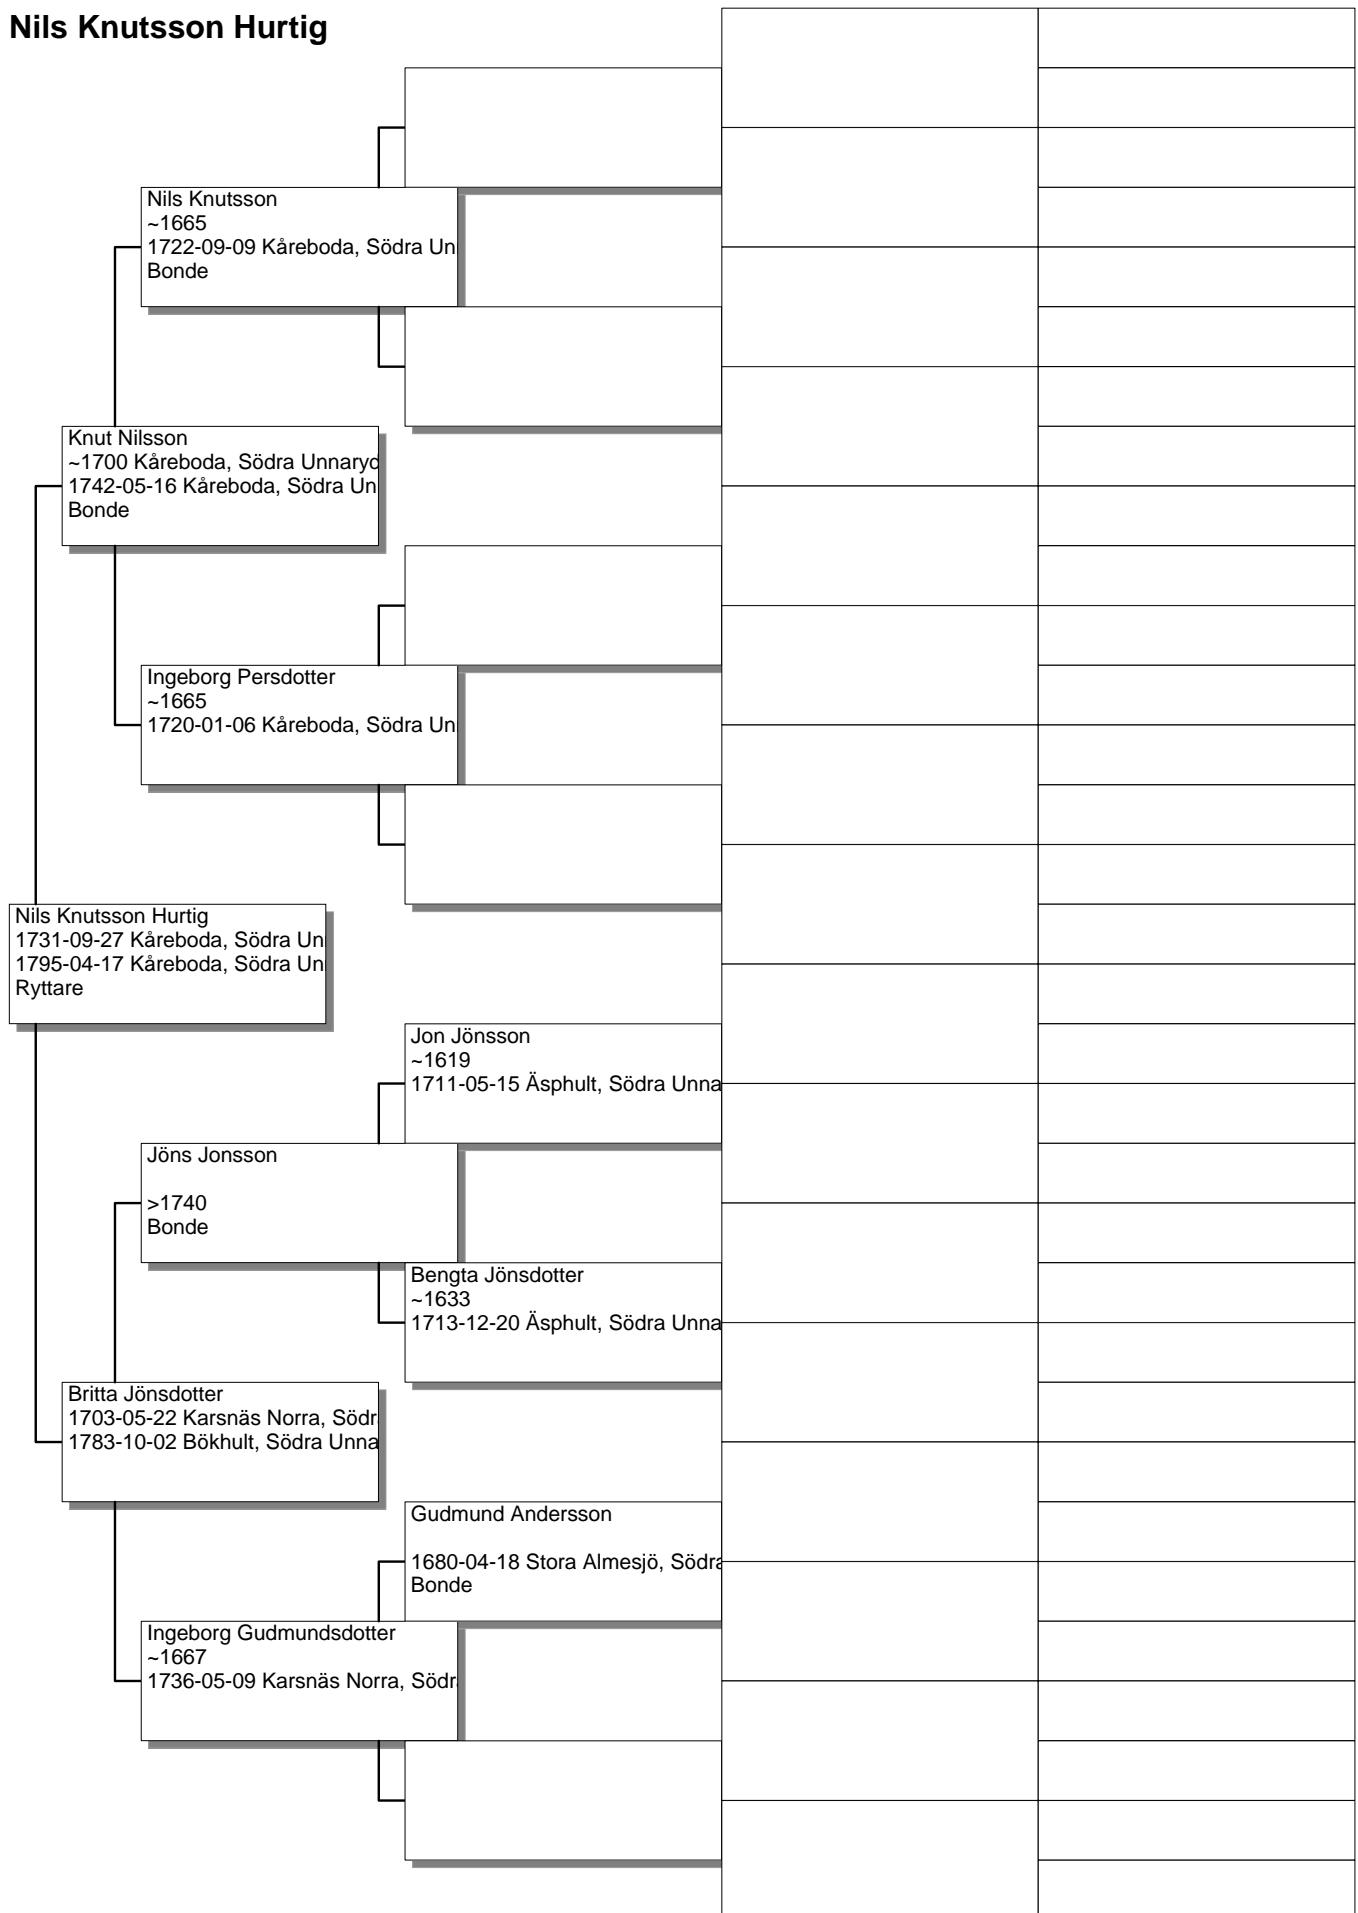 Nils Knutsson Hurtig
Nils Knutsson
~1665
1722-09-09 Kåreboda, Södra Un
Bonde
Knut Nilsson
~1700 Kåreboda, Södra Unnaryd
1742-05-16 Kåreboda, Södra Un
Bonde
Ingeborg Persdotter
~1665
1720-01-06 Kåreboda, Södra Un
Nils Knutsson Hurtig
1731-09-27 Kåreboda, Södra Un
1795-04-17 Kåreboda, Södra Un
Ryttare
Jon Jönsson
~1619
1711-05-15 Äsphult, Södra Unna
Jöns Jonsson
>1740
Bonde
Bengta Jönsdotter
~1633
1713-12-20 Äsphult, Södra Unna
Britta Jönsdotter
1703-05-22 Karsnäs Norra, Södr
1783-10-02 Bökhult, Södra Unna
Gudmund Andersson
1680-04-18 Stora Almesjö, Södra
Bonde
Ingeborg Gudmundsdotter
~1667
1736-05-09 Karsnäs Norra, Södr